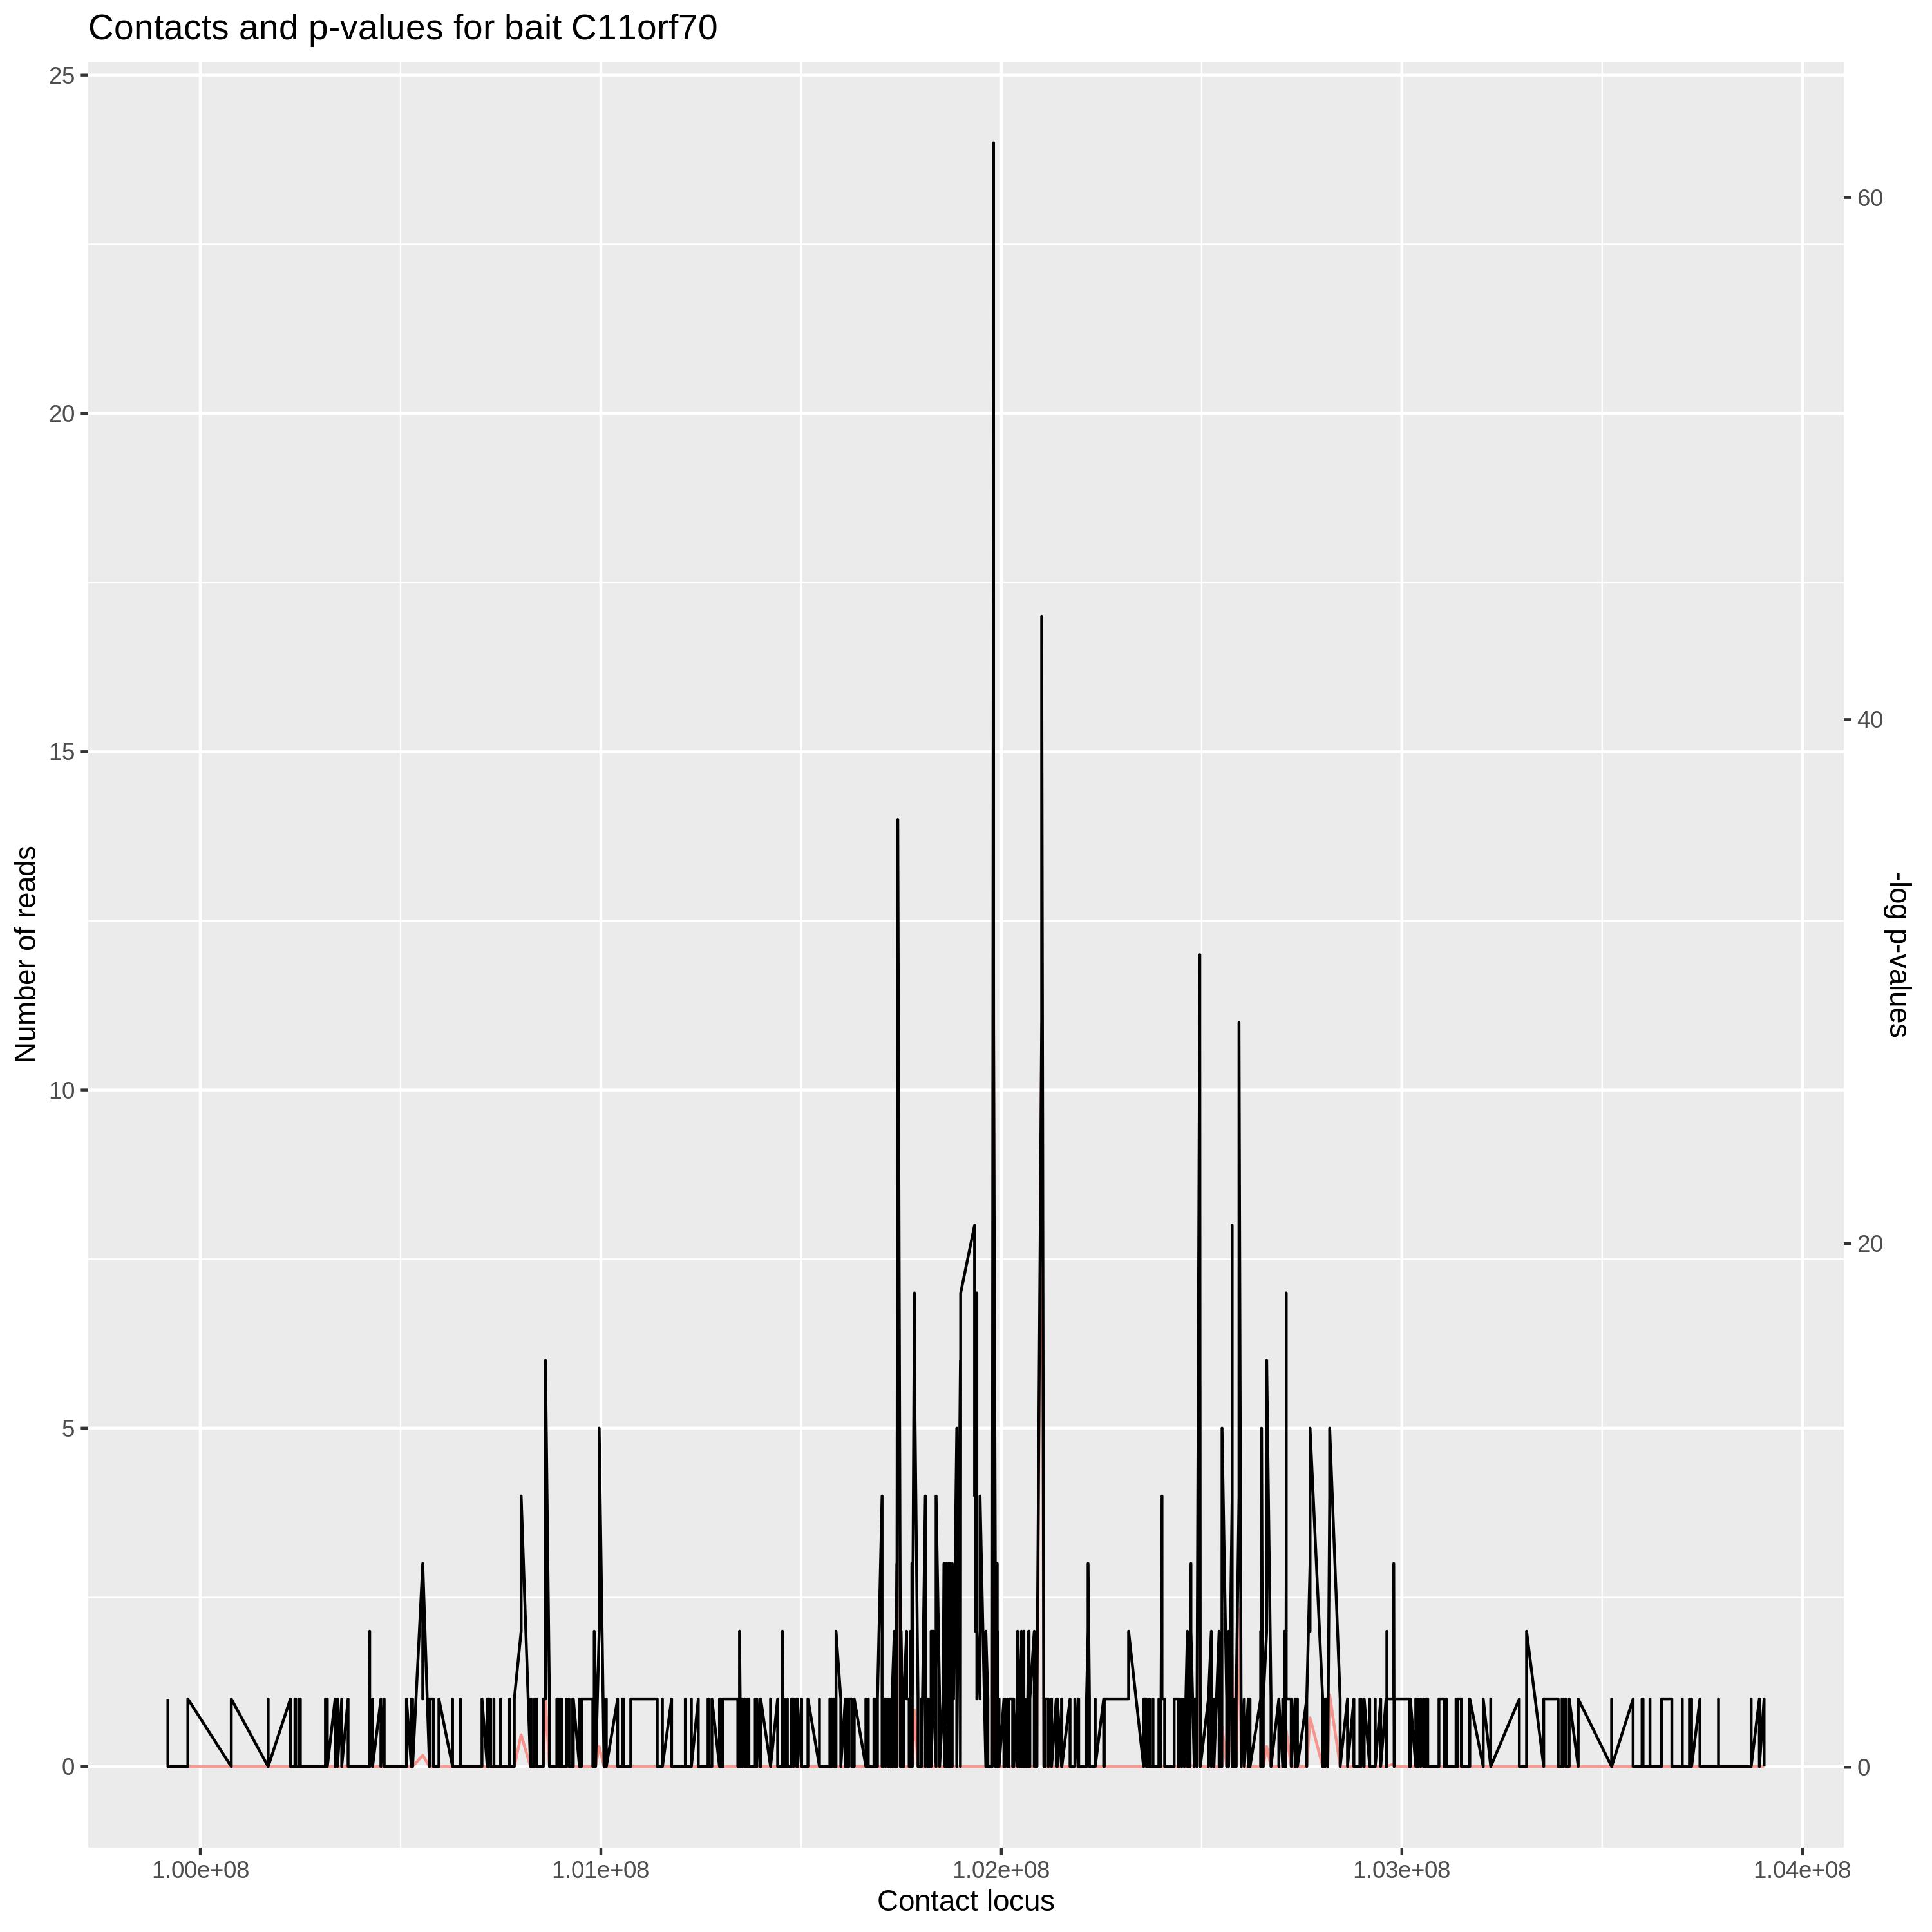 Contacts and p-values for bait C11orf70
25
20
15
10
5
0
Number of reads
60
40
20
0
-log p-values
1.00e+08
1.01e+08
1.02e+08
1.03e+08
1.04e+08
Contact locus